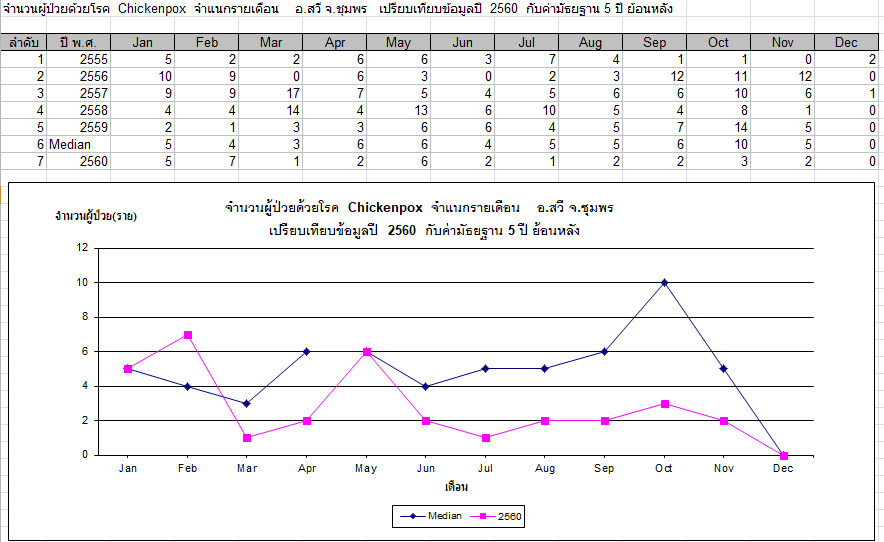 จำนวนผู้ป่วยด้วยโรค Chickenpox จำแนกรายเดือน อ.สวี จ.ชุมพร เปรียบเทียบข้อมูลปี 2560 กับค่ามัธยฐาน 5 ปี ย้อนหลัง
ลำดับ ปี พ.ศ. Jan Feb Mar Apr May Jun Jul Aug Sep Oct Nov Dec
1 2555 5 2 2 6 6 3 7 4 1 1 0 2
2 2556 10 9 0 6 3 0 2 3 12 11 12 0
3 2557 9 9 17 7 5 4 5 6 6 10 6 1
4 2558 4 4 14 4 13 6 10 5 4 8 1 0
5 2559 2 1 3 3 6 6 4 5 7 14 5 0
6 Median 5 4 3 6 6 4 5 5 6 10 5 0
7 2560 5 7 1 2 6 2 1 2 2 3 2 0
จำนวนผู้ป่วยด้วยโรค Chickenpox จำแนกรายเดือน อ.สวี จ.ชุมพร
เปรียบเทียบข้อมูลปี 2560 กับค่ามัธยฐาน 5 ปี ย้อนหลัง
จำนวนผู้ป่วย(ราย)
12
10
8
6
4
2
0
Jan Feb Mar Apr May Jun Jul Aug Sep Oct Nov Dec
เดือน
Median 2560